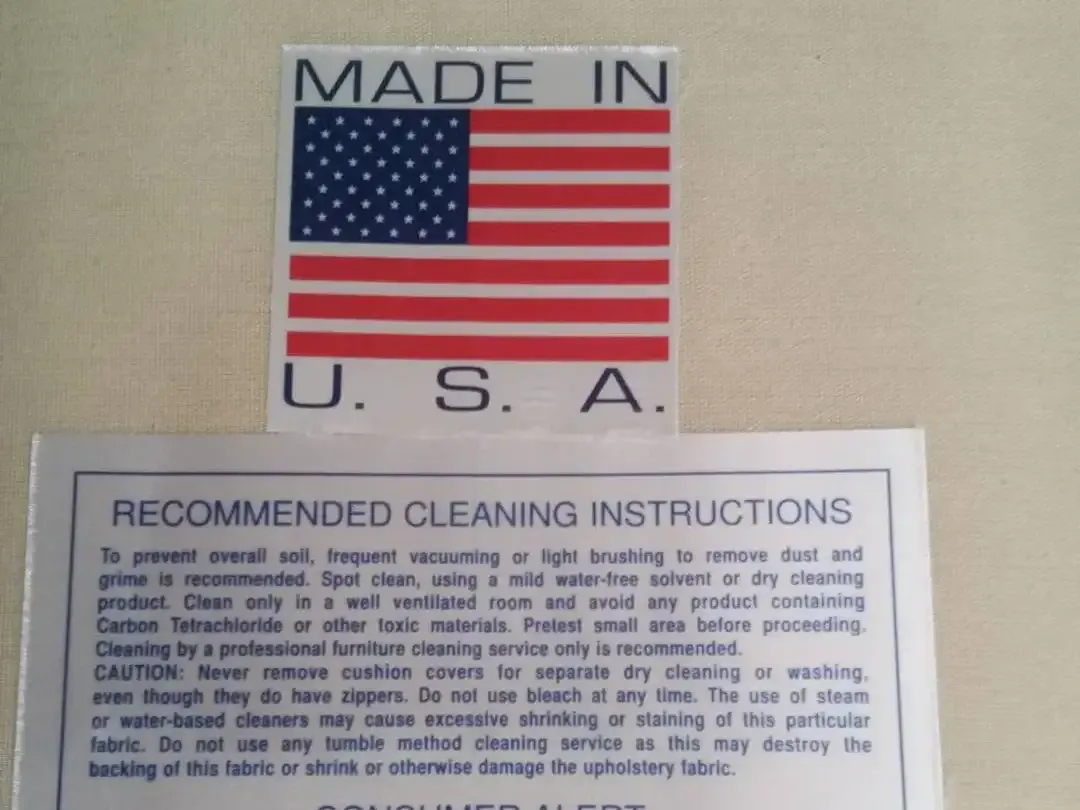 MADE IN
U. S. A.
RECOMMENDED CLEANING INSTRUCTIONS
To prevent overall soil, frequent vacuuming or light brushing to remove dust and
grime is recommended. Spot clean, using a mild water-free solvent or dry cleaning
product. Clean only in a well ventilated room and avoid any product containing
Carbon Tetrachloride or other toxic materials. Pretest small area before proceeding.
Cleaning by a professional furniture cleaning service only is recommended.
CAUTION: Never remove cushion covers for separate dry cleaning or washing,
even though they do have zippers. Do not use bleach at any time. The use of steam
or water-based cleaners may cause excessive shrinking or staining of this particular
fabric. Do not use any tumble method cleaning service as this may destroy the
backing of this fabric or shrink or otherwise damage the upholstery fabric.
CONSUMER ALERT